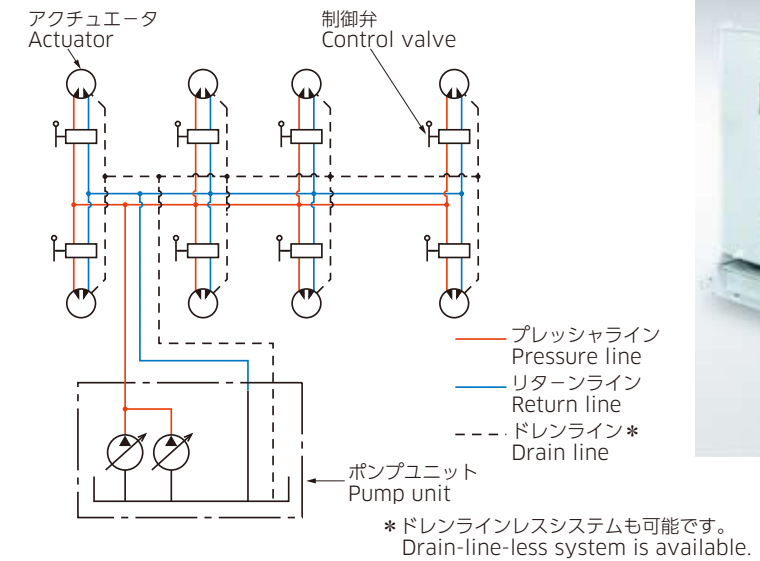 アクチュエータ
Actuator
制御弁
Control valve
プレッシャライン
Pressure line
リターンライン
Return line
ドレンライン*
Drain line
ポンプユニット
Pump unit
*ドレンラインレスシステムも可能です。
Drain-line-less system is available.